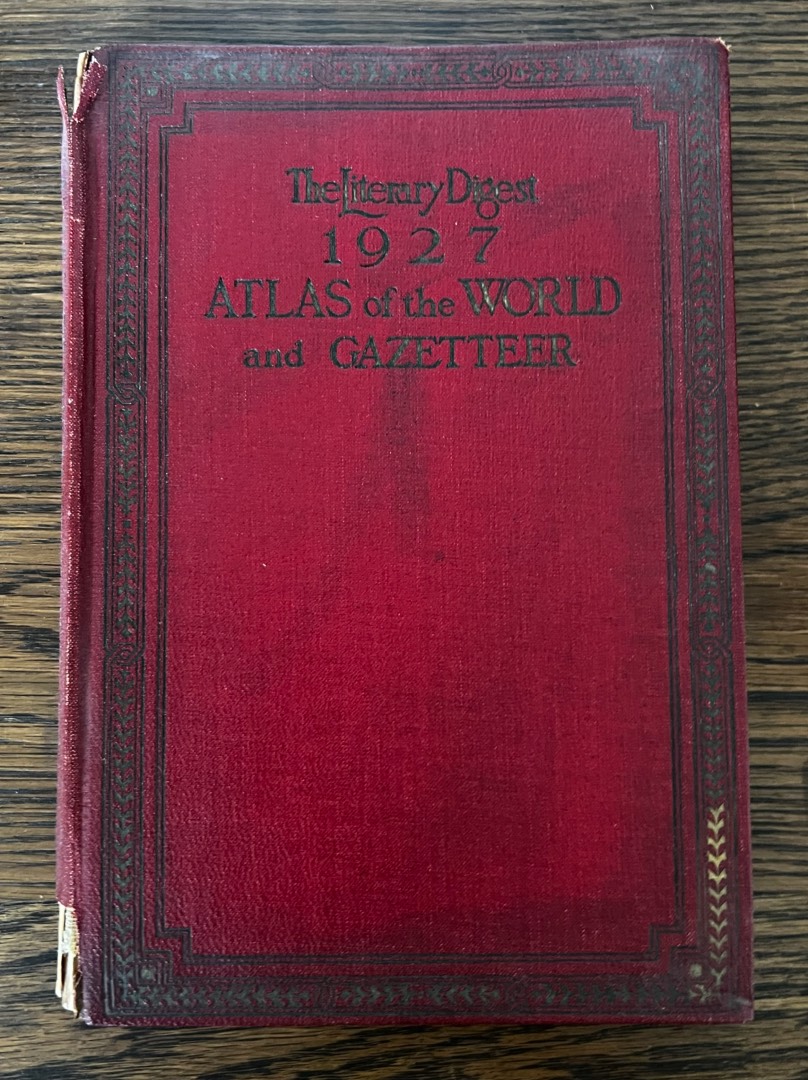 The Literary Digest
1927
ATLAS of the WORLD
and GAZETTEER